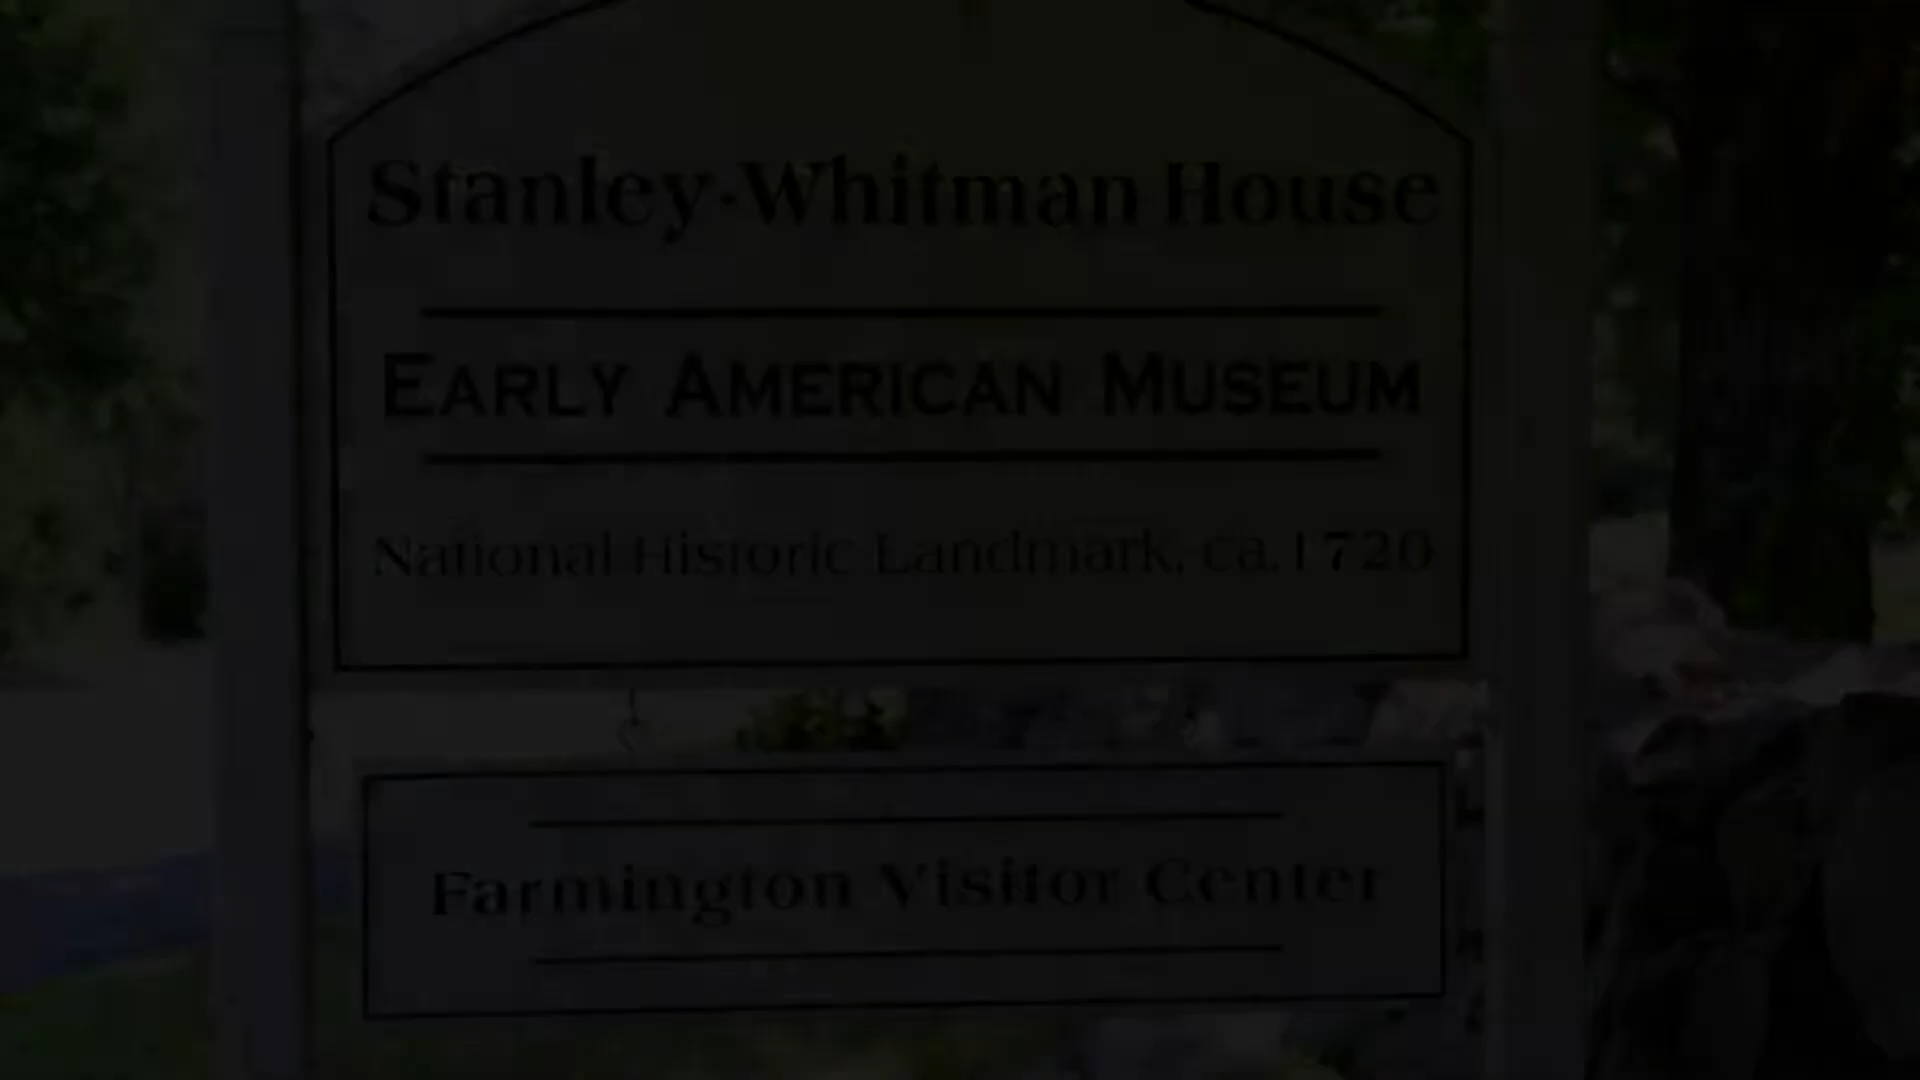 Stanley-Whitman House
EARLY AMERICAN MUSEUM
National Historic Landmark, ca. 1720
Farmington Visitor Center